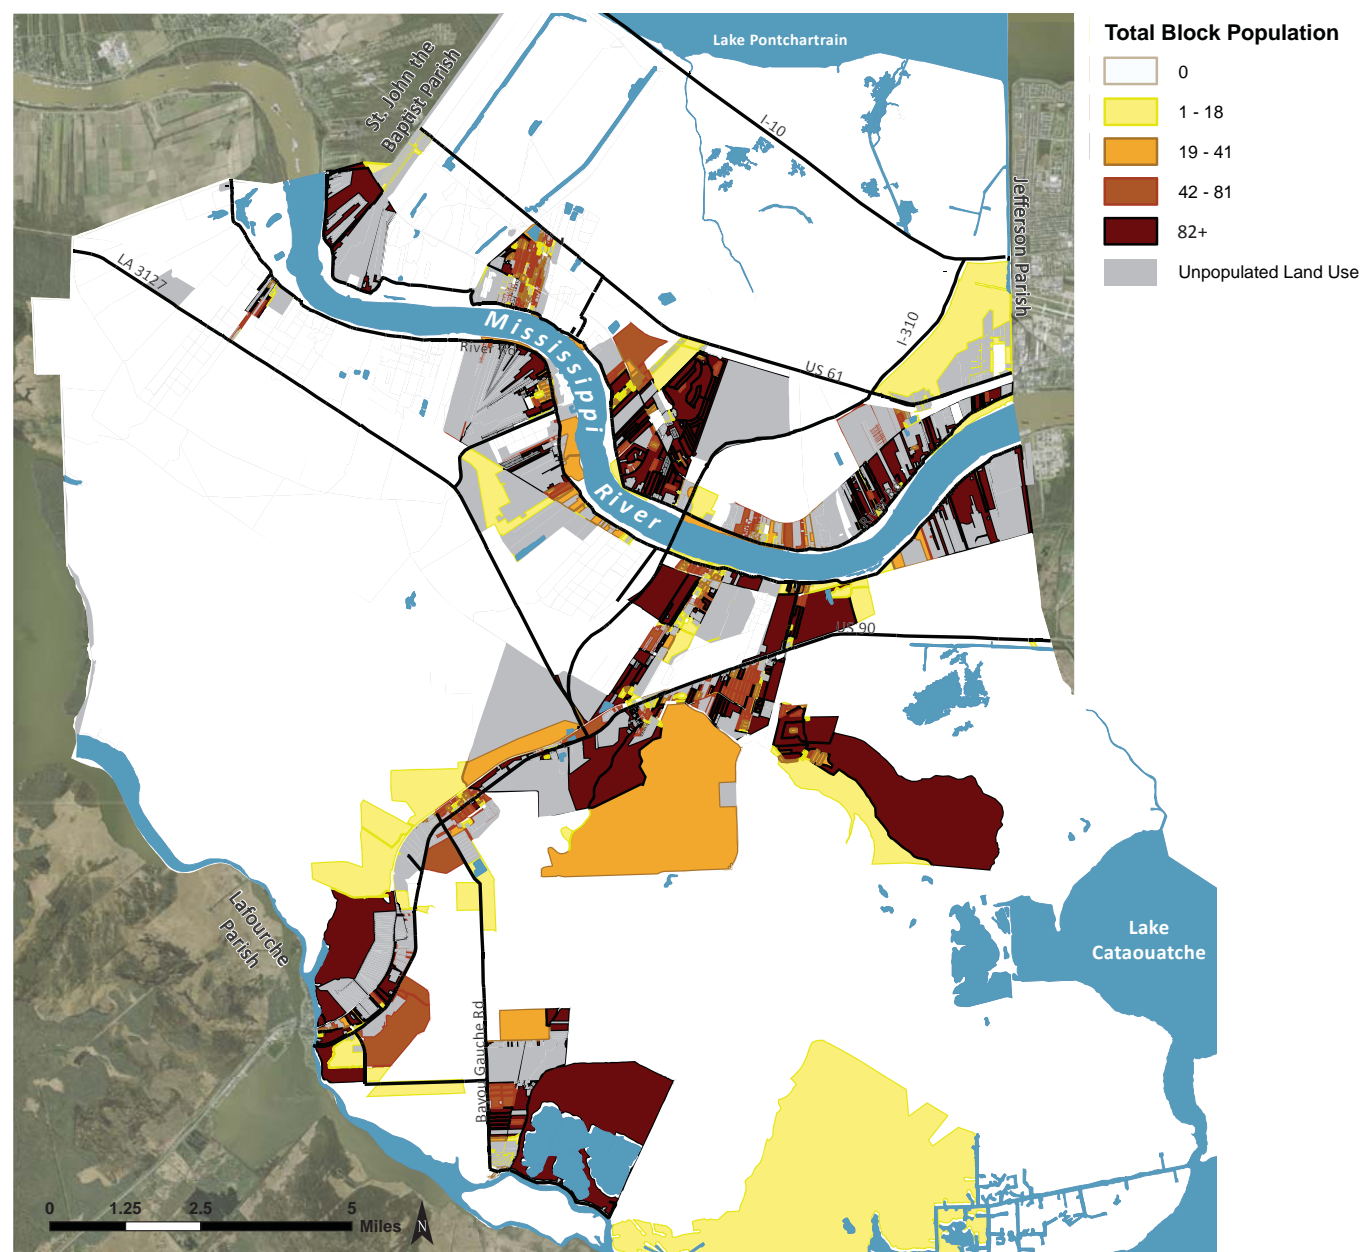 Total Block Population
0
1 - 18
19 - 41
42 - 81
82+
Unpopulated Land Use
Lake Pontchartrain
St. John the
Baptist Parish
I-10
Jefferson Parish
LA 3127
I-310
Mississippi
River Rd
US 61
River
US 90
Lafourche
Parish
Lake
Cataouatche
Bayou Gauche Rd
0 1.25 2.5 5
Miles
N